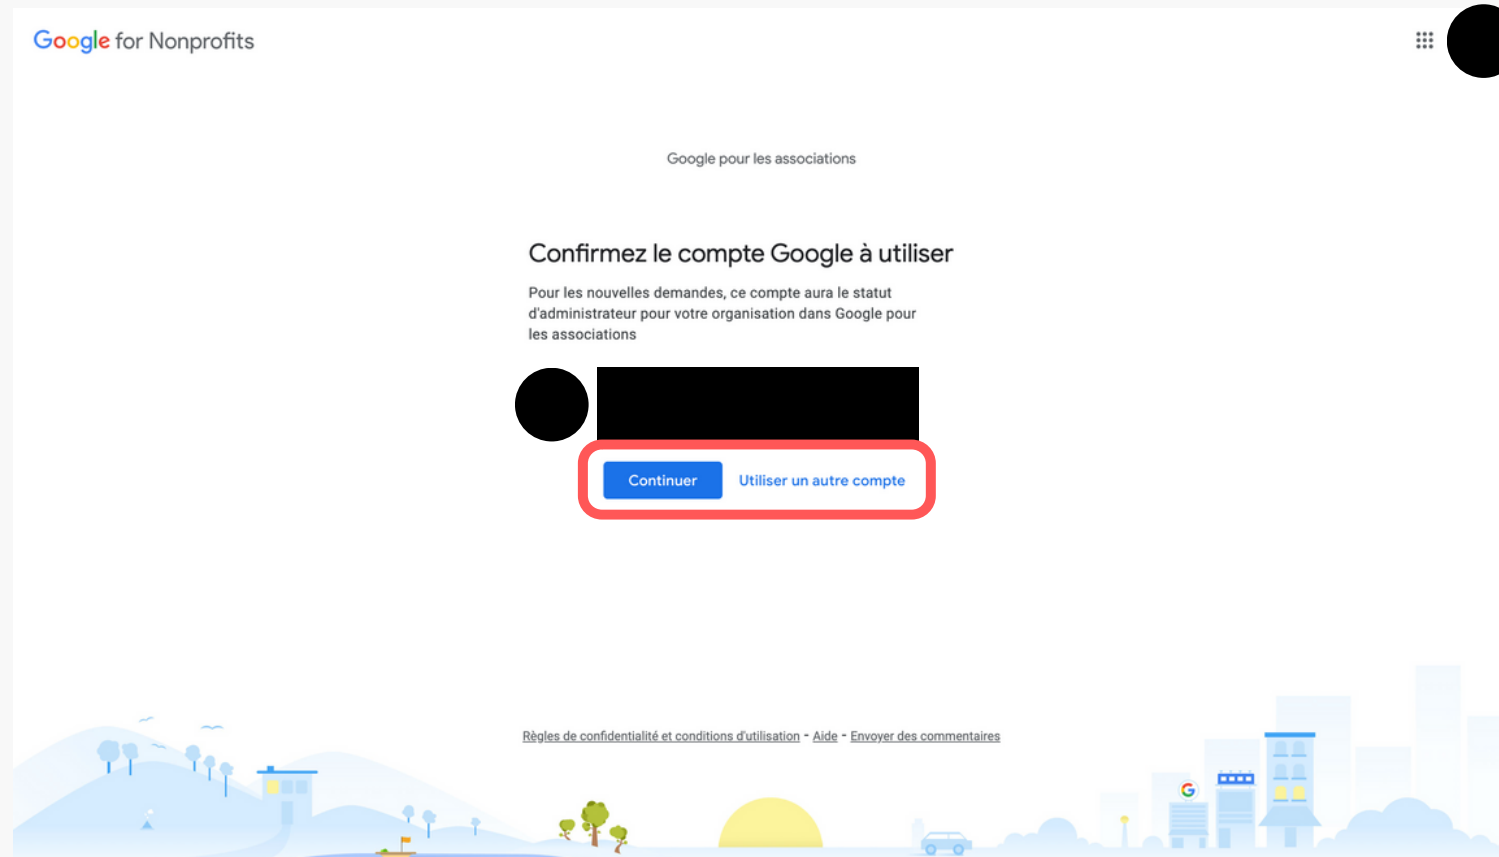 Google for Nonprofits
Google pour les associations
Confirmez le compte Google à utiliser
Pour les nouvelles demandes, ce compte aura le statut
d'administrateur pour votre organisation dans Google pour
les associations
Continuer Utiliser un autre compte
Règles de confidentialité et conditions d'utilisation - Aide - Envoyer des commentaires
G